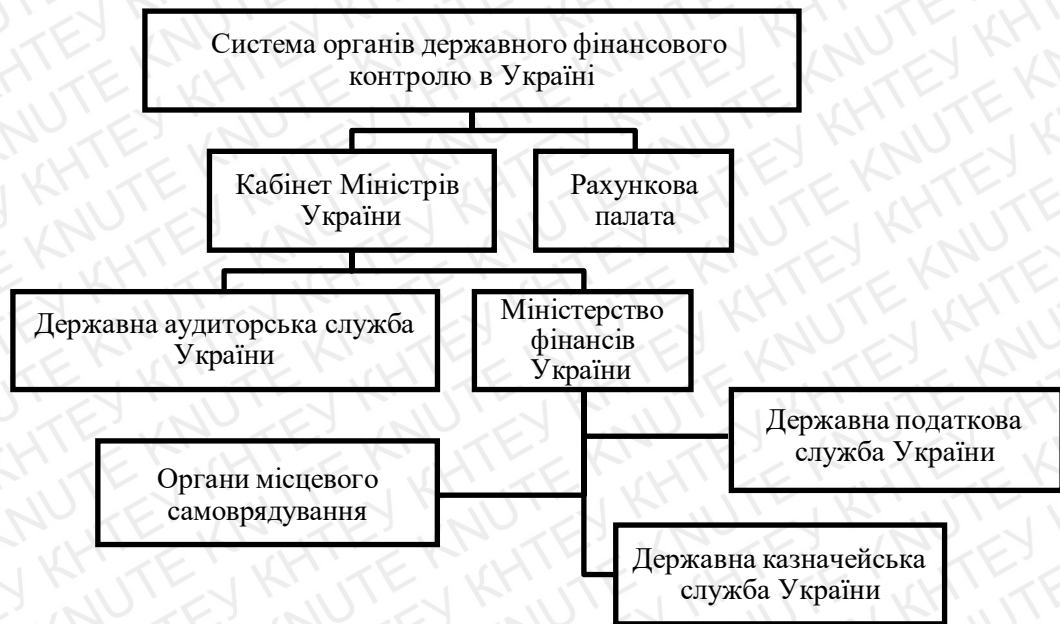 Система органів державного фінансового
контролю в Україні
Кабінет Міністрів
України
Рахункова
палата
Державна аудиторська служба
України
Міністерство
фінансів
України
Державна податкова
служба України
Органи місцевого
самоврядування
Державна казначейська
служба України